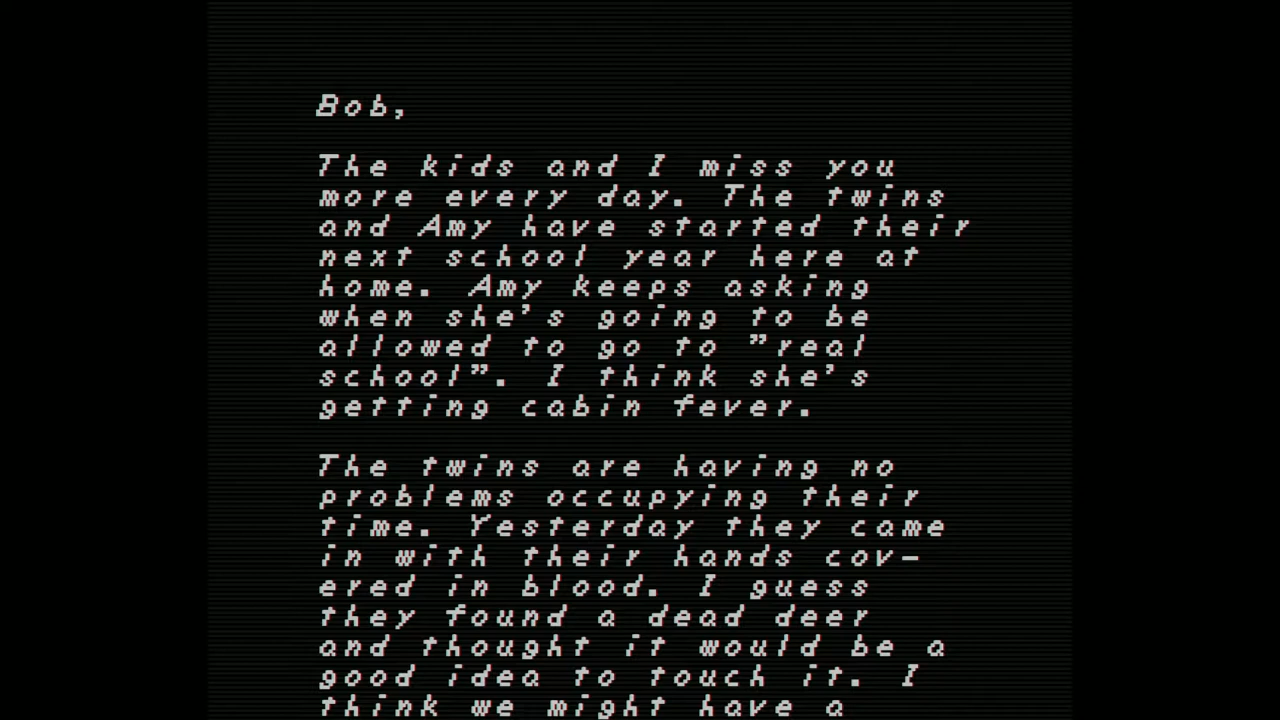 Bob,
The kids and I miss you
more every day. The twins
and Amy have started their
next school year here at
home. Amy keeps asking
when she's going to be
allowed to go to "real
school". I think she's
getting cabin fever.
The twins are having no
problems occupying their
time. Yesterday they came
in with their hands cov-
ered in blood. I guess
they found a dead deer
and thought it would be a
good idea to touch it. I
think we might have a